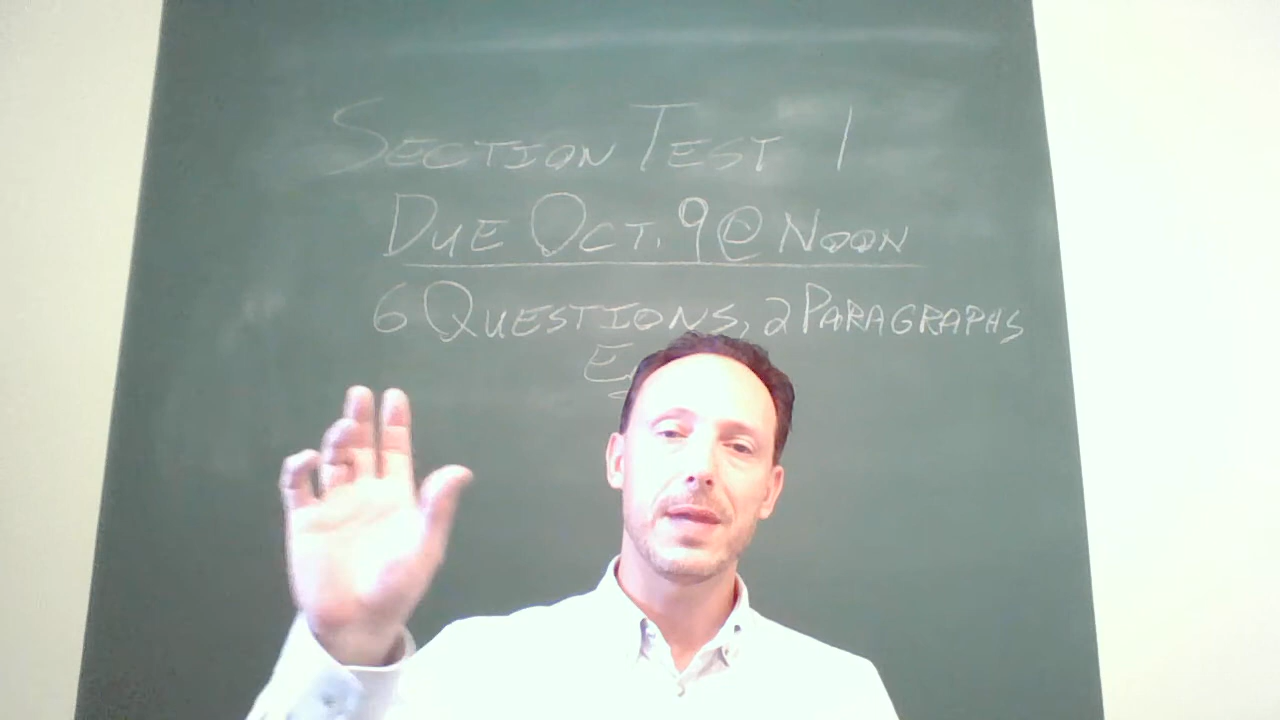 SECTION TEST 1
DUE OCT. 9 @ NOON
6 QUESTIONS, 2 PARAGRAPHS